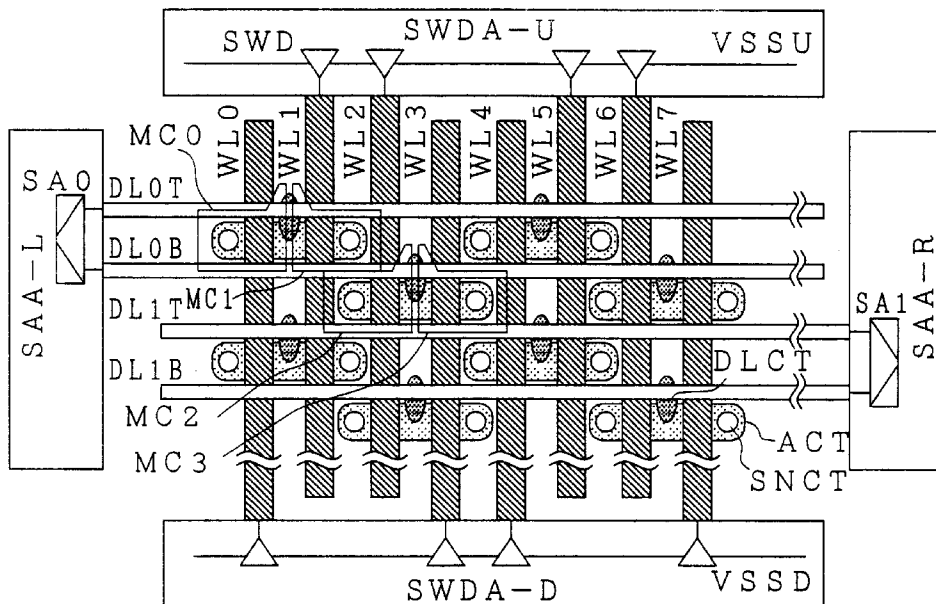 SWD SWDA-U VSSU
WL0 WL1 WL2 WL3 WL4 WL5 WL6 WL7
MC0
SA0
DL0T
DL0B
MC1
DL1T
SA1
SAA-L
SAA-R
DL1B
DLCT
MC2
ACT
MC3
SNCT
SWDA-D VSSD